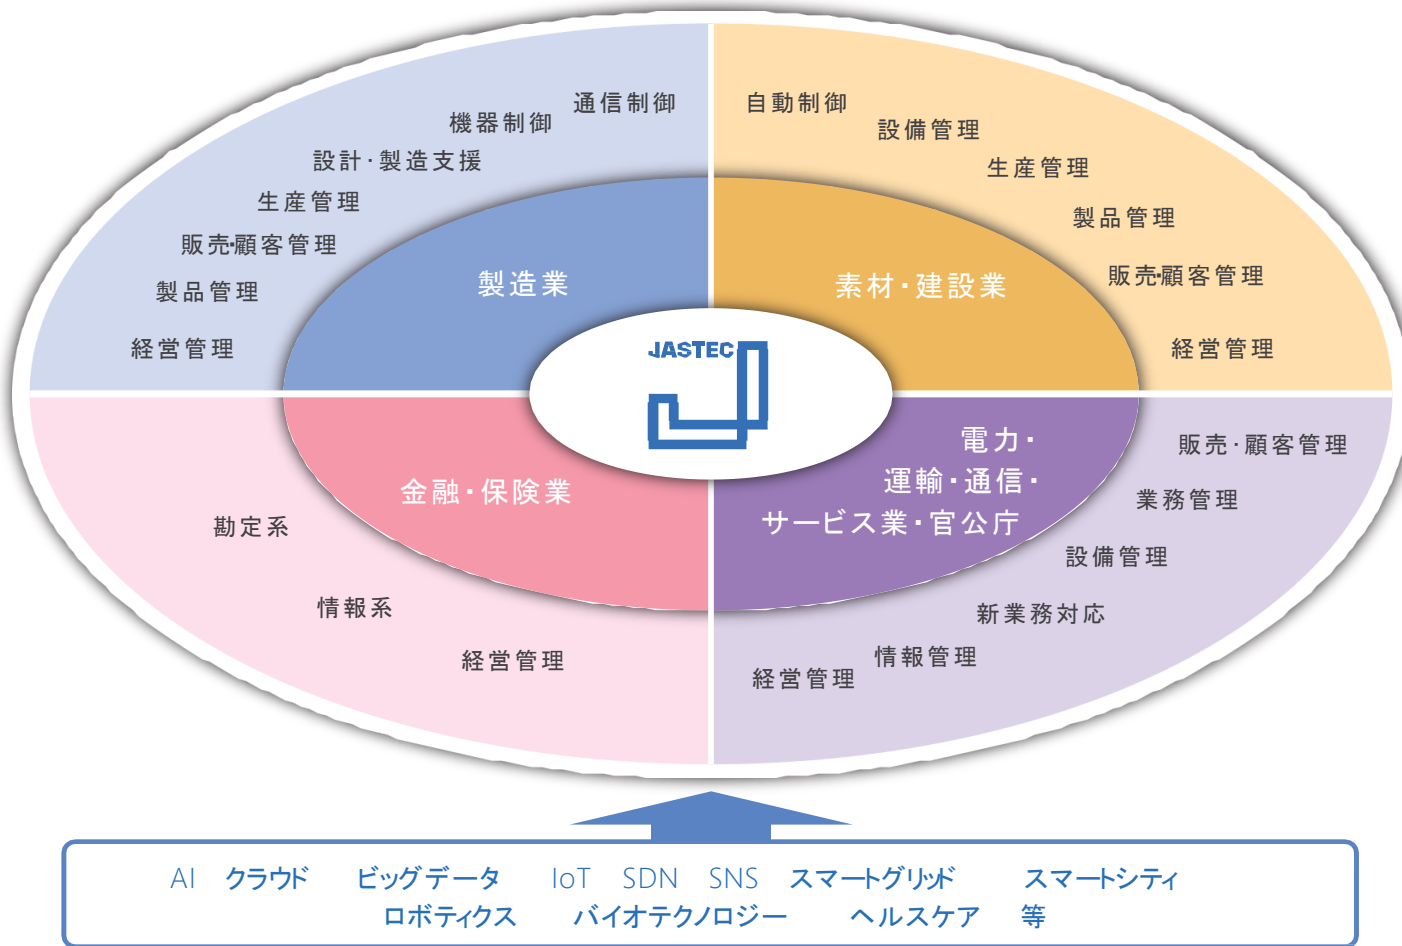 通信制御
機器制御
設計・製造支援
生産管理
販売・顧客管理
製品管理
経営管理
製造業
自動制御
設備管理
生産管理
製品管理
販売・顧客管理
経営管理
素材・建設業
JASTEC
金融・保険業
勘定系
情報系
経営管理
電力・
運輸・通信・
サービス業・官公庁
販売・顧客管理
業務管理
設備管理
新業務対応
情報管理
経営管理
AI クラウド ビッグデータ IoT SDN SNS スマートグリッド スマートシティ
ロボティクス バイオテクノロジー ヘルスケア 等